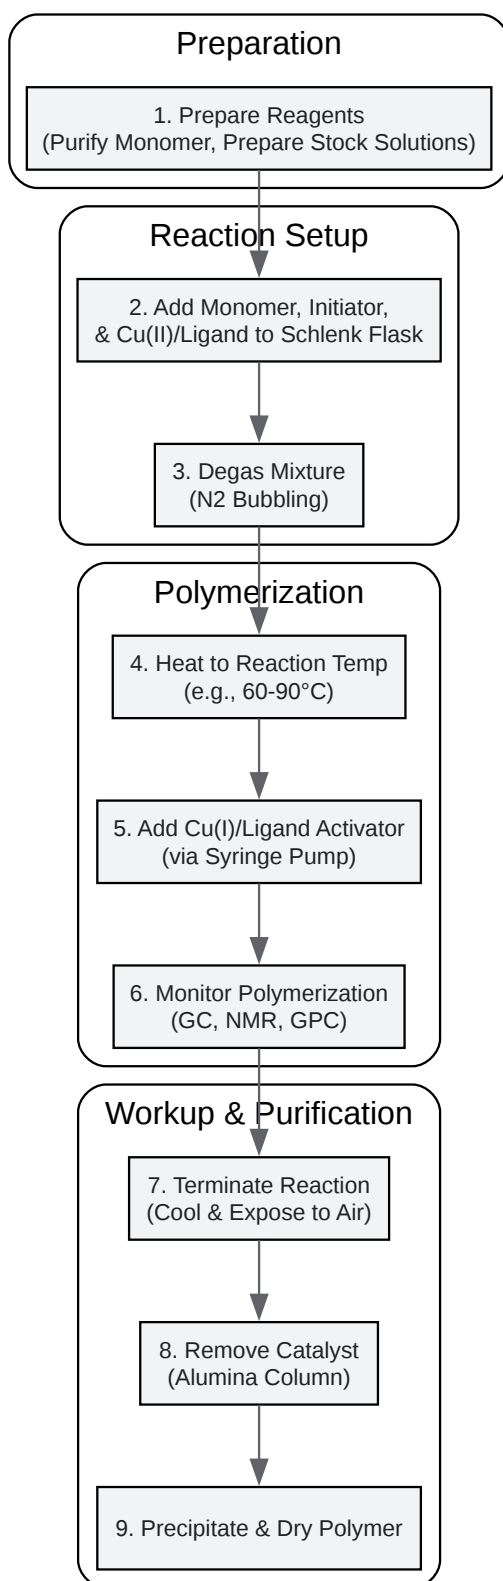 Preparation
1. Prepare Reagents
(Purify Monomer, Prepare Stock Solutions)
Reaction Setup
2. Add Monomer, Initiator,
& Cu(II)/Ligand to Schlenk Flask
3. Degas Mixture
(N2 Bubbling)
Polymerization
4. Heat to Reaction Temp
(e.g., 60-90°C)
5. Add Cu(I)/Ligand Activator
(via Syringe Pump)
6. Monitor Polymerization
(GC, NMR, GPC)
Workup & Purification
7. Terminate Reaction
(Cool & Expose to Air)
8. Remove Catalyst
(Alumina Column)
9. Precipitate & Dry Polymer